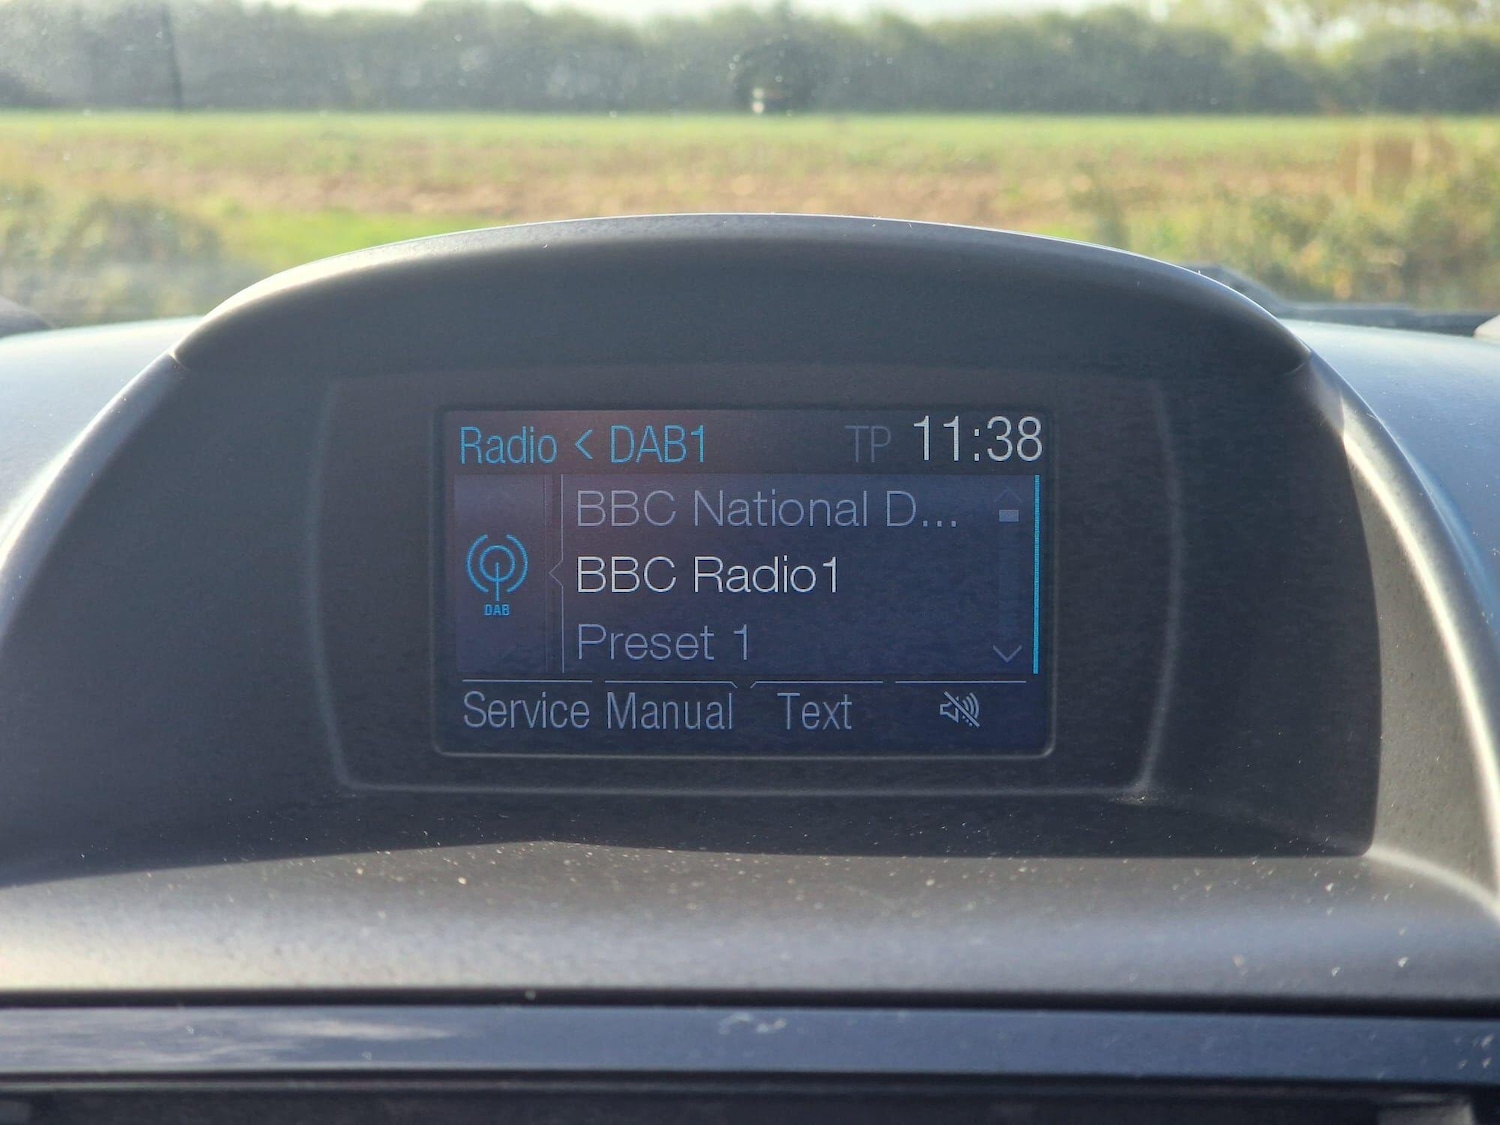 Radio < DAB1 TP 11:38
BBC National D...
BBC Radio1
DAB
Preset 1
Service Manual Text